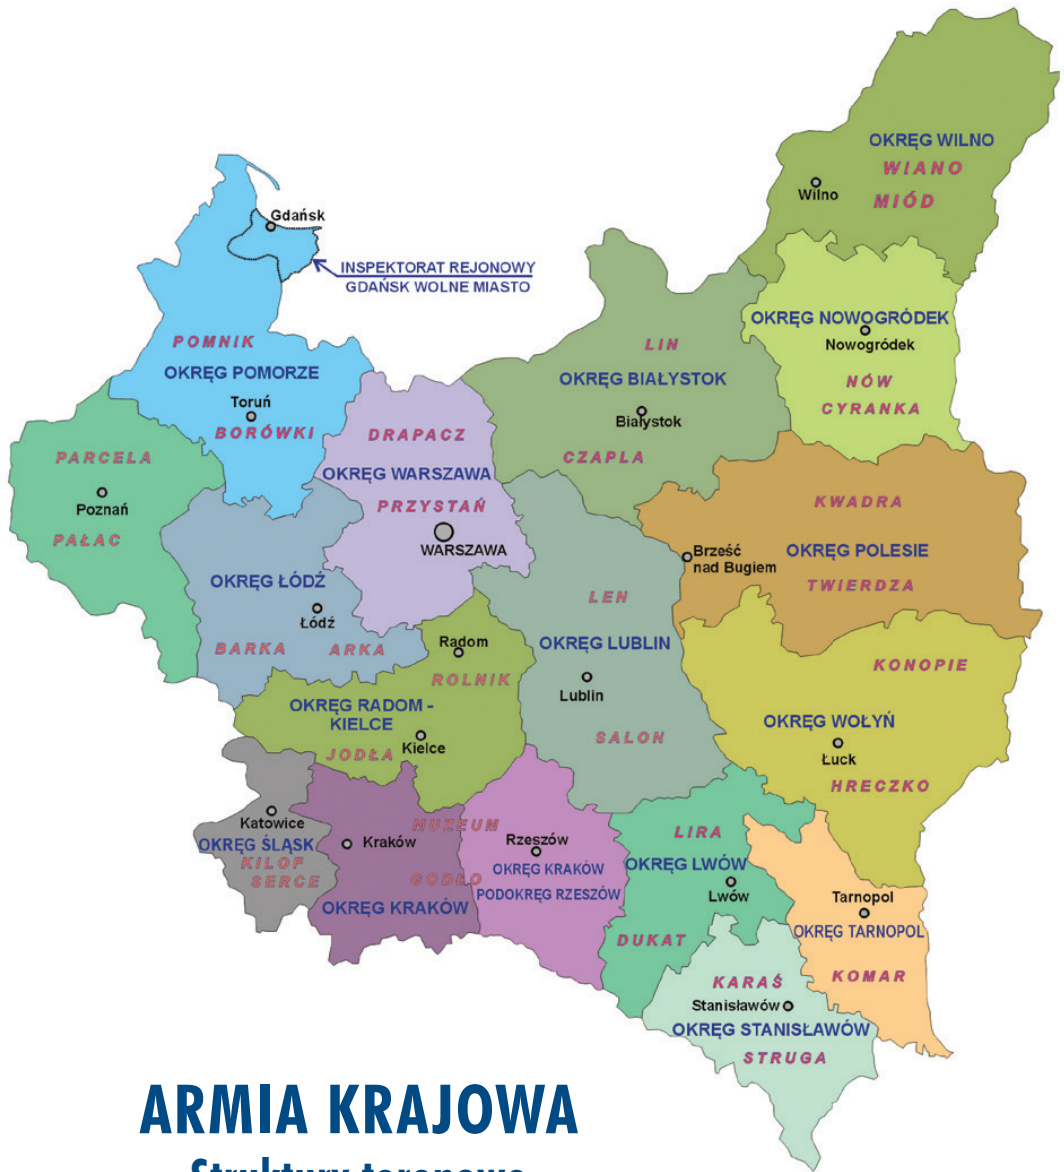 OKRĘG WILNO
WIANO
Wilno
MIÓD
Gdańsk
INSPEKTORAT REJONOWY
GDAŃSK WOLNE MIASTO
OKRĘG NOWOGRÓDEK
Nowogródek
NÓW
CYRANKA
POMNIK
OKRĘG POMORZE
Toruń
BORÓWKI
LIN
OKRĘG BIAŁYSTOK
Białystok
CZAPLA
PARCELA
Poznań
PAŁAC
DRAPACZ
OKRĘG WARSZAWA
PRZYSTAŃ
WARSZAWA
KWADRA
OKRĘG POLESIE
Brześć
nad Bugiem
TWIERDZA
OKRĘG ŁÓDŹ
Łódź
BARKA
ARKA
LEN
OKRĘG LUBLIN
Lublin
SALON
Radom
ROLNIK
OKRĘG RADOM -
KIELCE
Kielce
JODŁA
KONOPIE
OKRĘG WOŁYŃ
Łuck
HRECZKO
Katowice
OKRĘG ŚLĄSK
KILOF
SERCE
MUZEUM
Kraków
GODŁO
OKRĘG KRAKÓW
Rzeszów
OKRĘG KRAKÓW
PODOKRĘG RZESZÓW
LIRA
OKRĘG LWÓW
Lwów
DUKAT
Tarnopol
OKRĘG TARNOPOL
KOMAR
KARAŚ
Stanisławów
OKRĘG STANISŁAWÓW
STRUGA
ARMIA KRAJOWA
Struktury terenowe